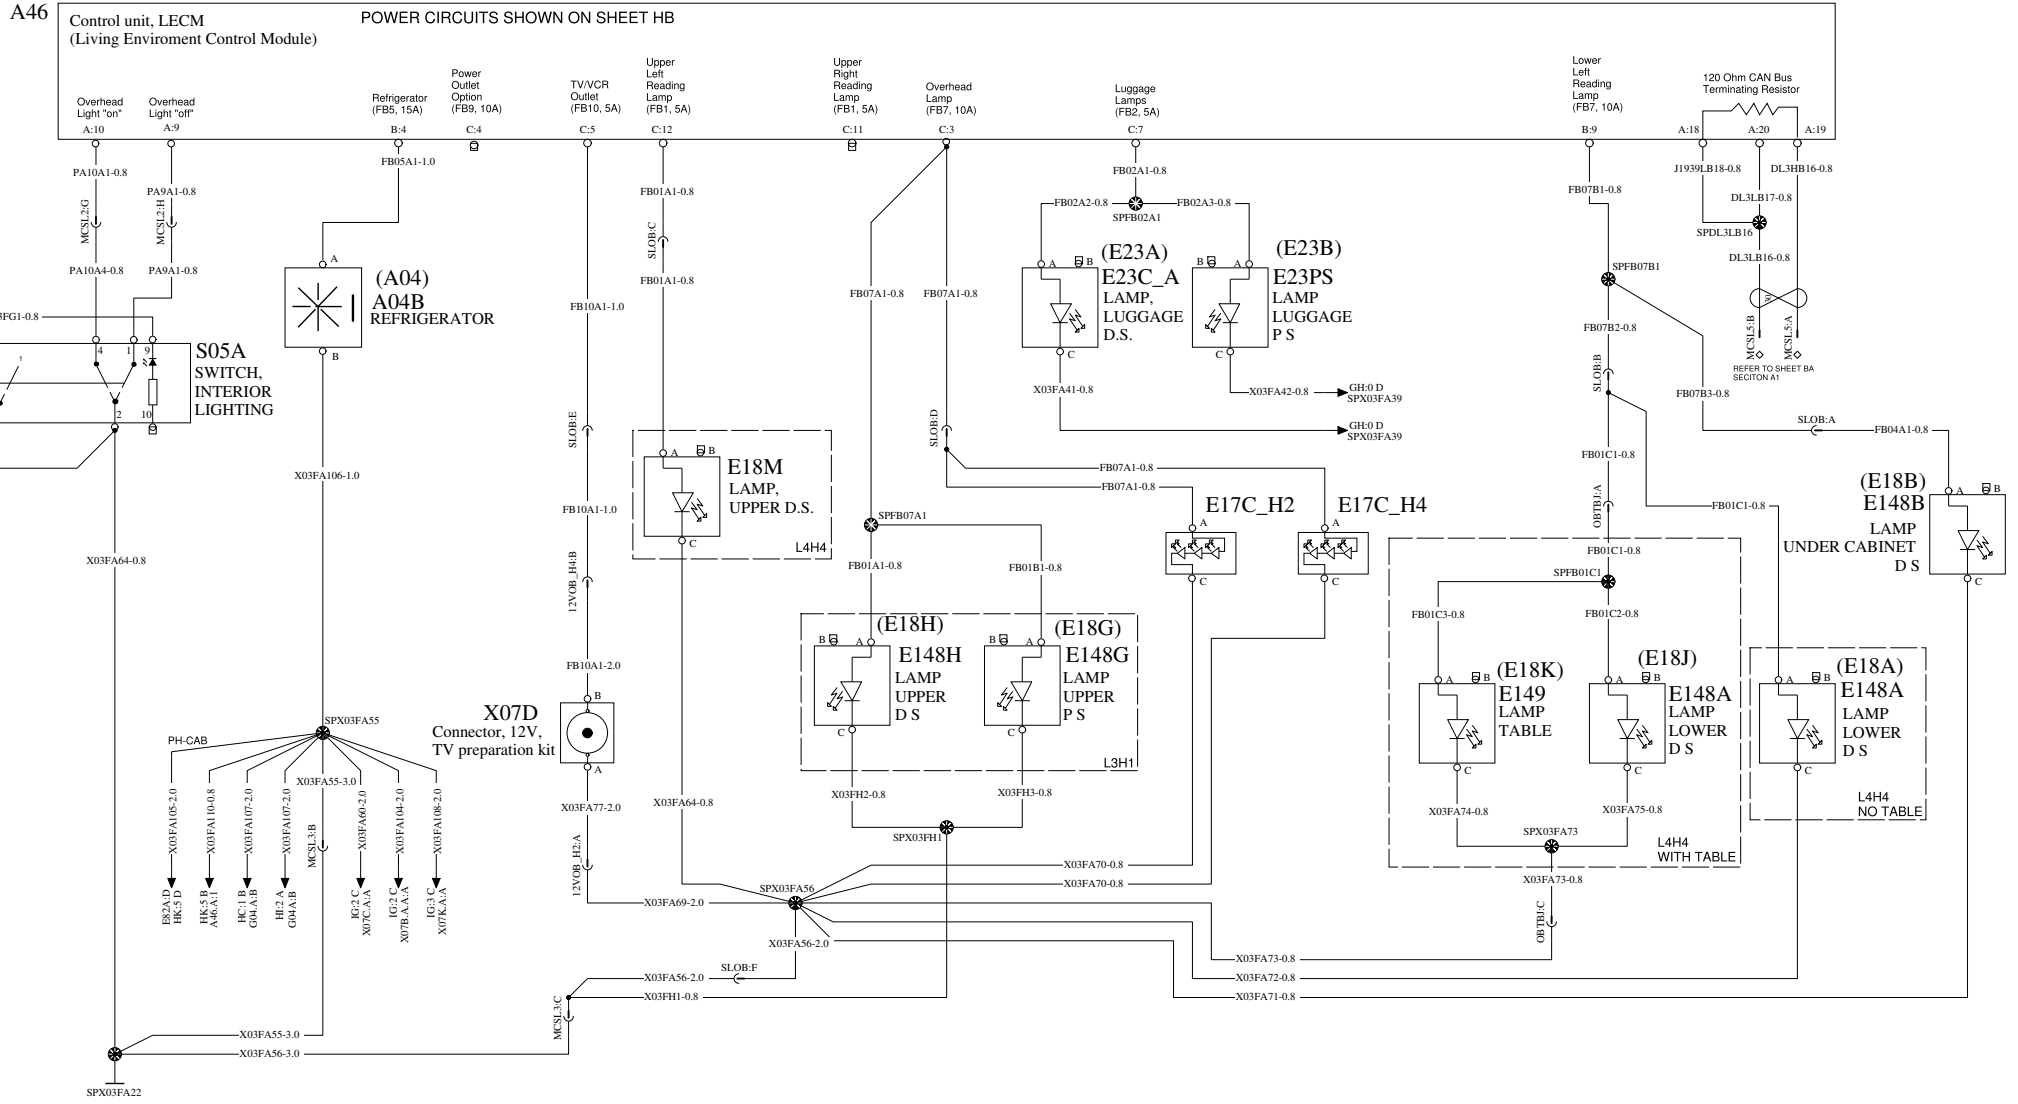 A46
Control unit, LECM
(Living Enviroment Control Module)
POWER CIRCUITS SHOWN ON SHEET HB
Overhead
Light "on"
A:10
Overhead
Light "off"
A:9
Refrigerator
(FB5, 15A)
B:4
Power
Outlet
Option
(FB9, 10A)
C:4
TV/VCR
Outlet
(FB10, 5A)
C:5
Upper
Left
Reading
Lamp
(FB1, 5A)
C:12
Upper
Right
Reading
Lamp
(FB1, 5A)
C:11
Overhead
Lamp
(FB7, 10A)
C:3
Luggage
Lamps
(FB2, 5A)
C:7
Lower
Left
Reading
Lamp
(FB7, 10A)
B:9
120 Ohm CAN Bus
Terminating Resistor
A:18
A:20
A:19
PA10A1-0.8
MCSL2:G
PA10A4-0.8
PA9A1-0.8
MCSL2:H
PA9A1-0.8
3FG1-0.8
1
4
1
9
2
10
S05A
SWITCH,
INTERIOR
LIGHTING
X03FA64-0.8
FB05A1-1.0
A
(A04)
A04B
REFRIGERATOR
B
X03FA106-1.0
SPX03FA55
PH-CAB
X03FA105-2.0
X03FA110-0.8
X03FA107-2.0
X03FA107-2.0
X03FA55-3.0
MCSL3:B
X03FA60-2.0
X03FA104-2.0
X03FA108-2.0
E82A:D
HK:5 D
HK:5 B
A46.A:1
HC:1 B
G04.A:B
HI:2 A
G04.A:B
IG:2 C
X07C.A:A
IG:2 C
X07B.A.A:A
IG:3 C
X07K.A:A
X03FA55-3.0
X03FA56-3.0
SPX03FA22
FB10A1-1.0
SLOB:E
FB10A1-1.0
12VOB_H4:B
FB10A1-2.0
B
X07D
Connector, 12V,
TV preparation kit
A
X03FA77-2.0
12VOB_H2:A
X03FA69-2.0
FB01A1-0.8
SLOB:C
FB01A1-0.8
A
B
E18M
LAMP,
UPPER D.S.
C
L4H4
X03FA64-0.8
SPX03FA56
X03FA56-2.0
X03FA56-2.0
SLOB:F
X03FH1-0.8
MCSL3:C
FB07A1-0.8
FB07A1-0.8
SLOB:D
FB07A1-0.8
FB07A1-0.8
SPFB07A1
FB01A1-0.8
FB01B1-0.8
B
A
(E18H)
E148H
LAMP
UPPER
D S
C
B
A
(E18G)
E148G
LAMP
UPPER
P S
C
L3H1
X03FH2-0.8
X03FH3-0.8
SPX03FH1
X03FA70-0.8
X03FA70-0.8
FB02A1-0.8
FB02A2-0.8
FB02A3-0.8
SPFB02A1
A
B
(E23A)
E23C_A
LAMP,
LUGGAGE
D.S.
C
B
A
(E23B)
E23PS
LAMP
LUGGAGE
P S
C
X03FA41-0.8
X03FA42-0.8
GH:0 D
SPX03FA39
GH:0 D
SPX03FA39
E17C_H2
A
C
E17C_H4
A
C
FB07B1-0.8
SPFB07B1
FB07B2-0.8
SLOB:B
FB01C1-0.8
OBTBJ:A
FB01C1-0.8
SPFB01C1
FB01C3-0.8
FB01C2-0.8
A
B
(E18K)
E149
LAMP
TABLE
C
A
B
(E18J)
E148A
LAMP
LOWER
D S
C
X03FA74-0.8
X03FA75-0.8
SPX03FA73
L4H4
WITH TABLE
X03FA73-0.8
OBTBJ:C
X03FA73-0.8
X03FA72-0.8
X03FA71-0.8
FB01C1-0.8
A
B
(E18A)
E148A
LAMP
LOWER
D S
C
L4H4
NO TABLE
J1939LB18-0.8
DL3HB16-0.8
DL3LB17-0.8
SPDL3LB16
DL3LB16-0.8
30
MCSL5:B
MCSL5:A
REFER TO SHEET BA
SECITON A1
FB07B3-0.8
SLOB:A
FB04A1-0.8
A
B
(E18B)
E148B
LAMP
UNDER CABINET
D S
C